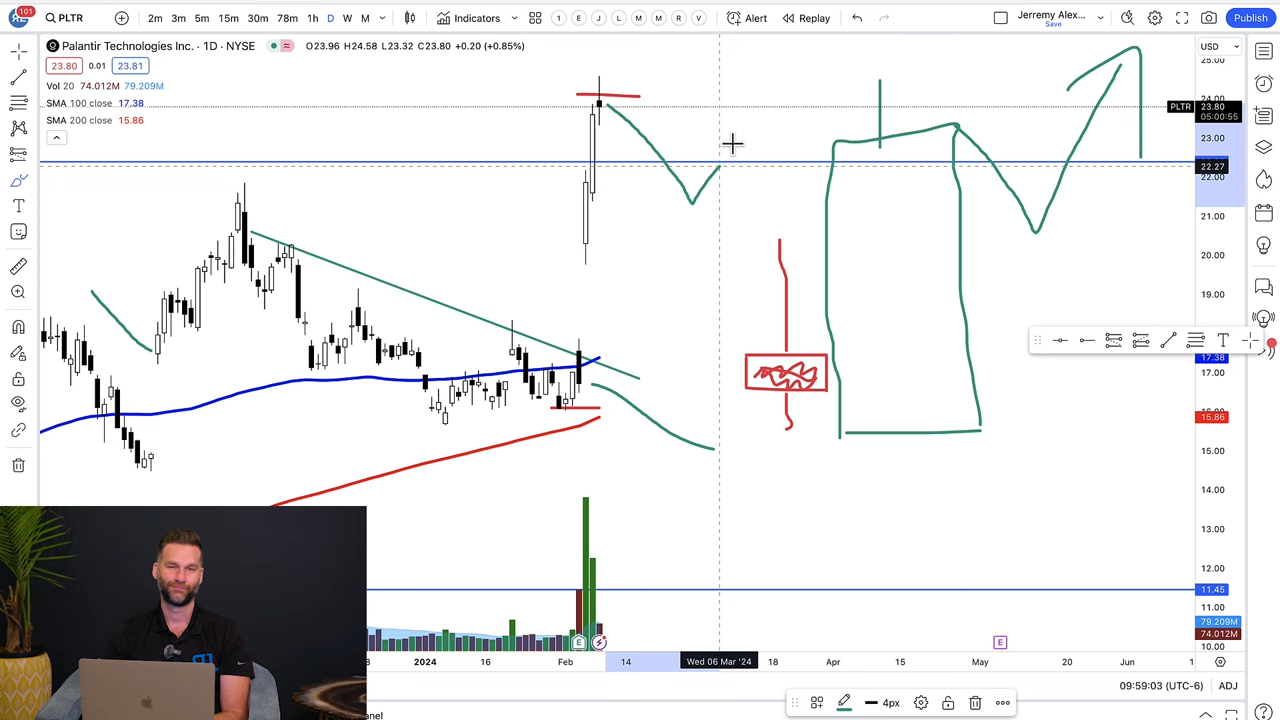 101
PLTR
2m 3m 5m 15m 30m 78m 1h D W M
Indicators
1 E J L M M R V
Alert
Replay
Jerremy Alex...
Save
Publish
Palantir Technologies Inc. · 1D · NYSE
O23.96 H24.58 L23.32 C23.80 +0.20 (+0.85%)
USD
23.80 0.01 23.81
Vol 20 74.012M 79.209M
SMA 100 close 17.38
SMA 200 close 15.86
25.00
24.00
PLTR 23.80
05:00:55
23.00
22.27
22.00
21.00
20.00
19.00
18.00
17.38
17.00
15.86
15.00
14.00
13.00
12.00
11.45
11.00
79.209M
74.012M
10.00
E
E
2024 16 Feb 14 Wed 06 Mar '24 18 Apr 15 May 20 Jun
09:59:03 (UTC-6) ADJ
4px